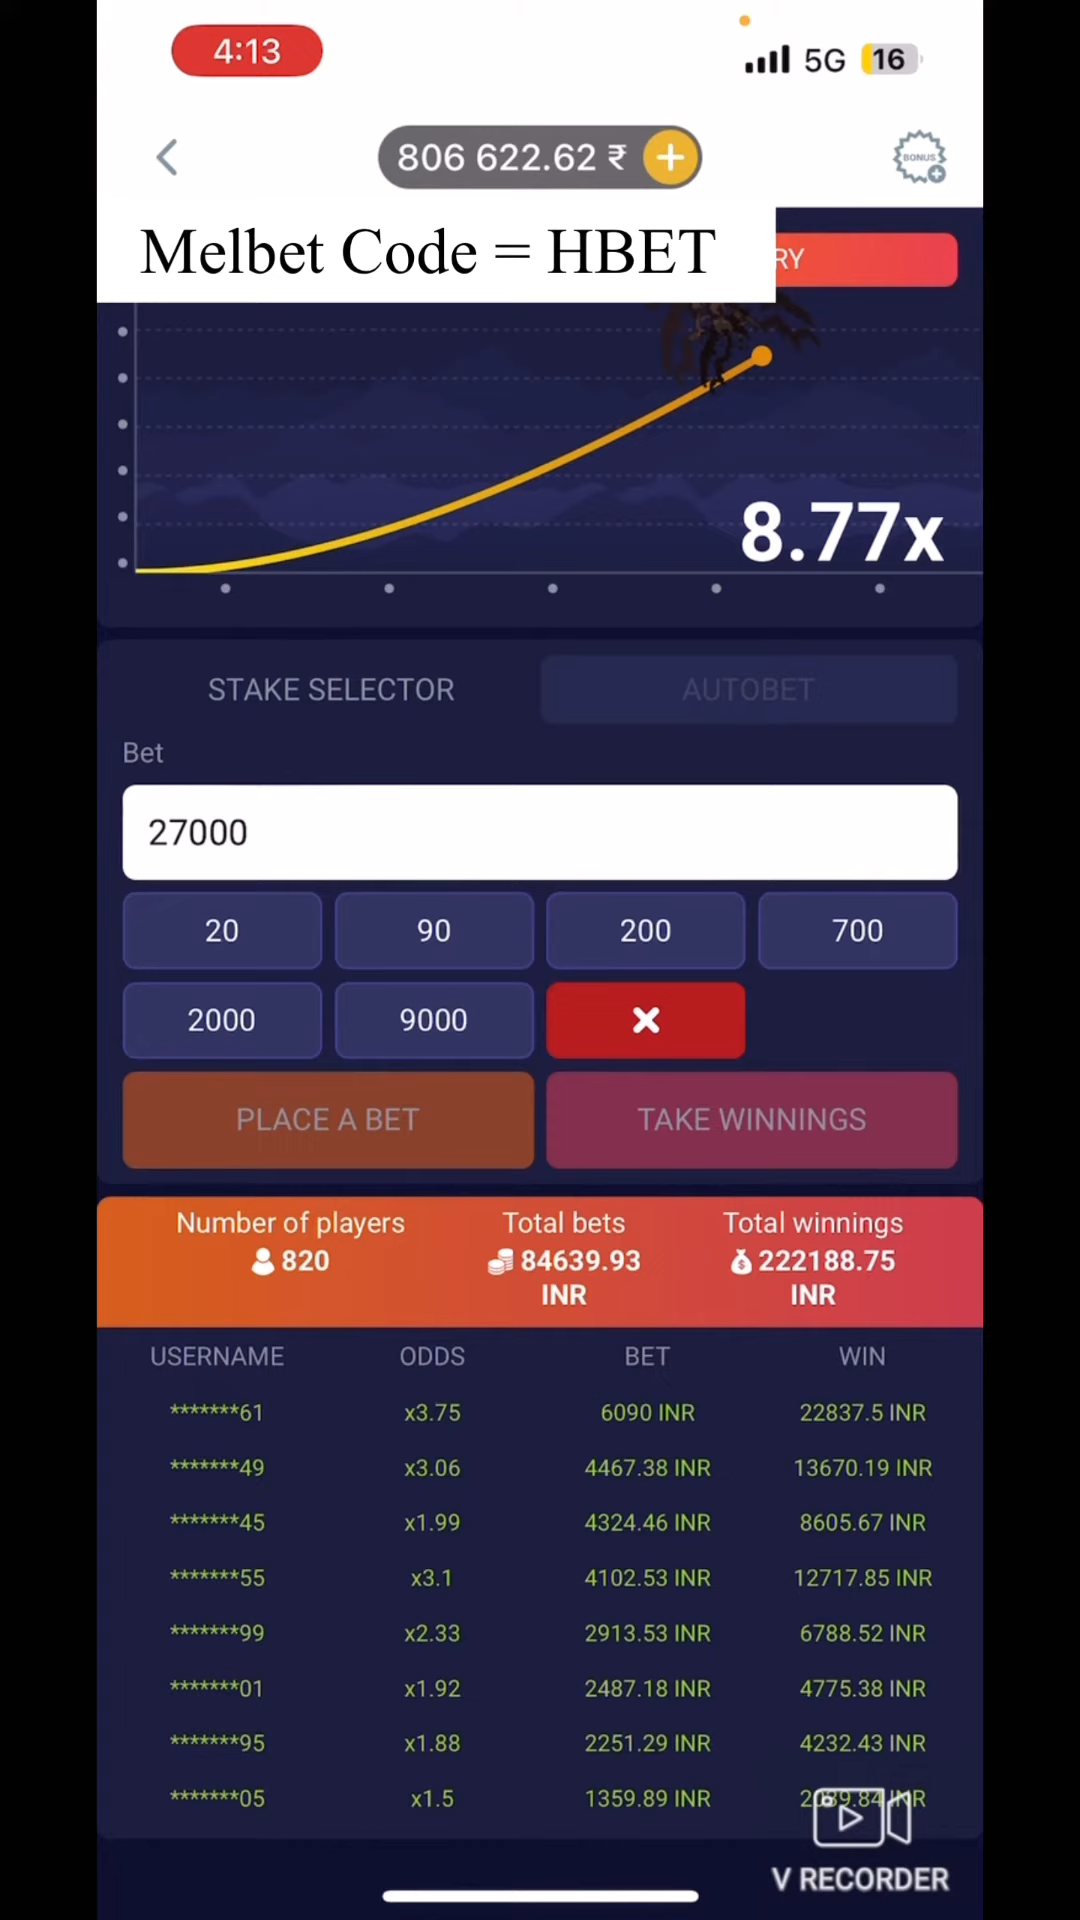 4:13
5G 16
806 622.62 ₹ +
BONUS
Melbet Code = HBET
8.77x
STAKE SELECTOR AUTOBET
Bet
27000
20 90 200 700
2000 9000
PLACE A BET TAKE WINNINGS
Number of players Total bets Total winnings
820 84639.93 222188.75
INR INR
USERNAME ODDS BET WIN
*******61 x3.75 6090 INR 22837.5 INR
*******49 x3.06 4467.38 INR 13670.19 INR
*******45 x1.99 4324.46 INR 8605.67 INR
*******55 x3.1 4102.53 INR 12717.85 INR
*******99 x2.33 2913.53 INR 6788.52 INR
*******01 x1.92 2487.18 INR 4775.38 INR
*******95 x1.88 2251.29 INR 4232.43 INR
*******05 x1.5 1359.89 INR
V RECORDER